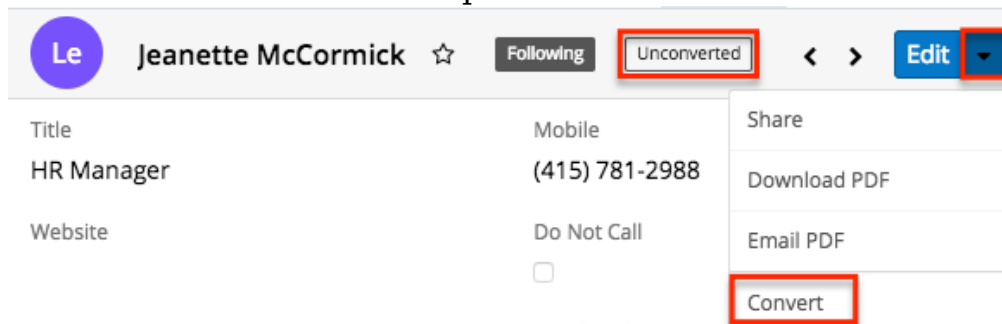 Le Jeanette McCormick Following Unconverted Edit
Title Mobile Share
HR Manager (415) 781-2988 Download PDF
Website Do Not Call Email PDF
Convert